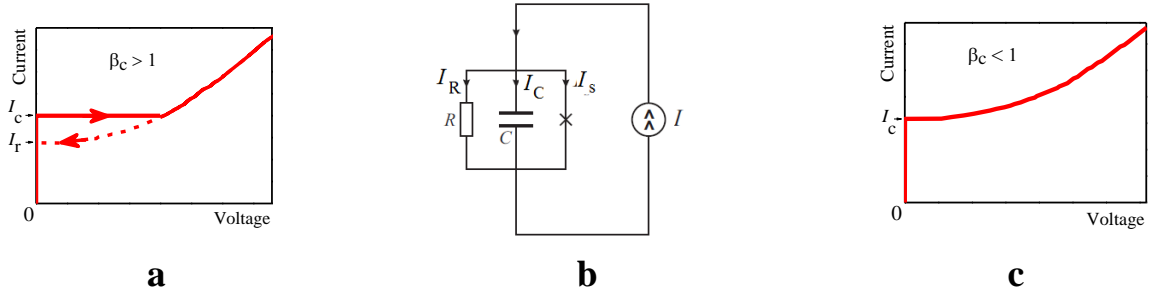 Current
β_c > 1
I_c
I_r
0
Voltage
a
I_R
I_C
I_s
R
C
I
b
Current
β_c < 1
I_c
0
Voltage
c